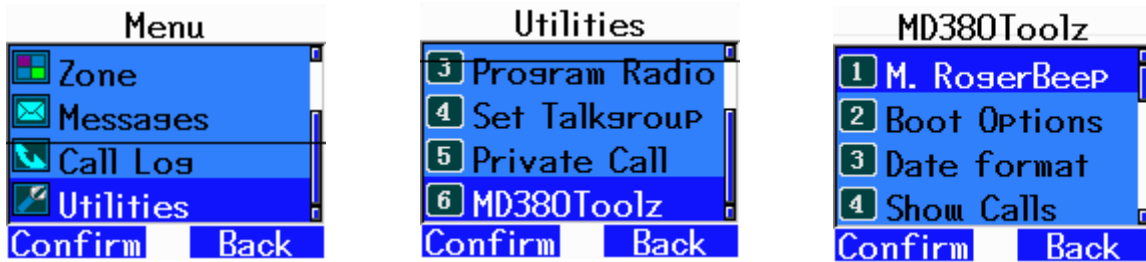 Menu
Zone
Messages
Call Log
Utilities
Confirm Back
Utilities
3 Program Radio
4 Set Talkgroup
5 Private Call
6 MD380Toolz
Confirm Back
MD380Toolz
1 M. RogerBeep
2 Boot Options
3 Date format
4 Show Calls
Confirm Back